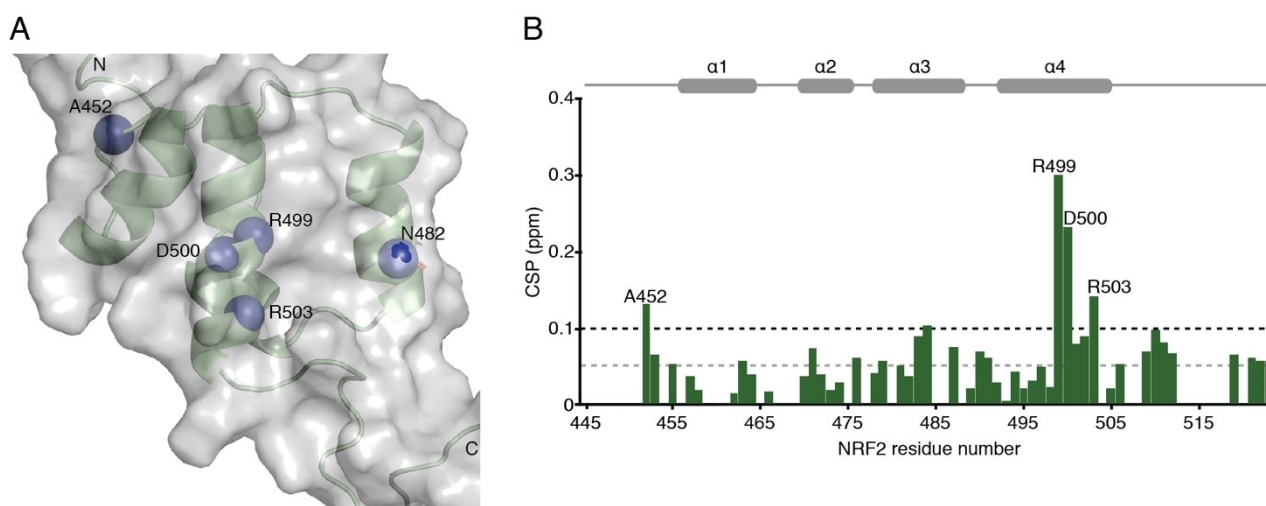 A
N
A452
R499
D500
N482
R503
C
B
α1 α2 α3 α4
0.4
0.3
0.2
0.1
0
CSP (ppm)
A452
R499
D500
R503
445 455 465 475 485 495 505 515
NRF2 residue number